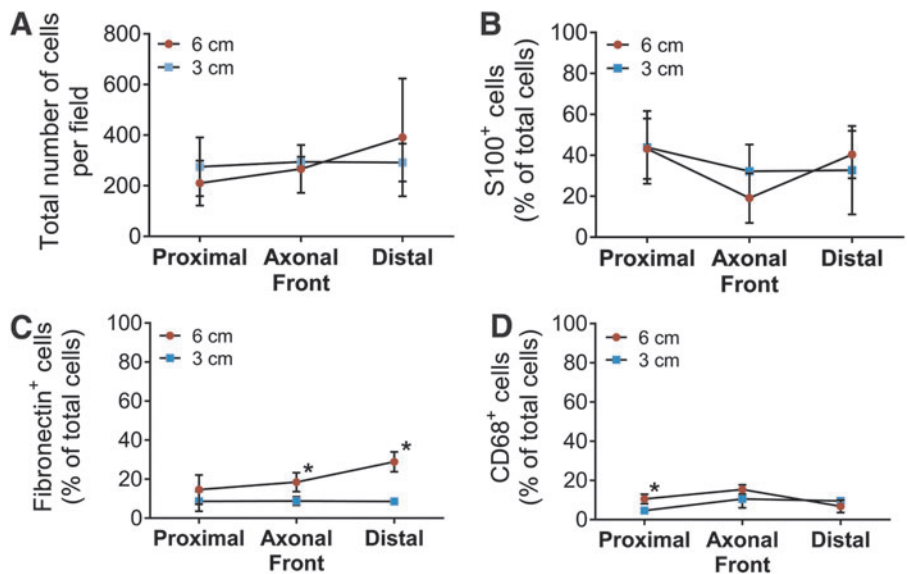 A
Total number of cells
per field
800
600
400
200
0
6 cm
3 cm
Proximal Axonal Distal
Front
B
S100+ cells
(% of total cells)
100
80
60
40
20
0
6 cm
3 cm
Proximal Axonal Distal
Front
C
Fibronectin+ cells
(% of total cells)
100
80
60
40
20
0
6 cm
3 cm
*
*
Proximal Axonal Distal
Front
D
CD68+ cells
(% of total cells)
100
80
60
40
20
0
6 cm
3 cm
*
Proximal Axonal Distal
Front